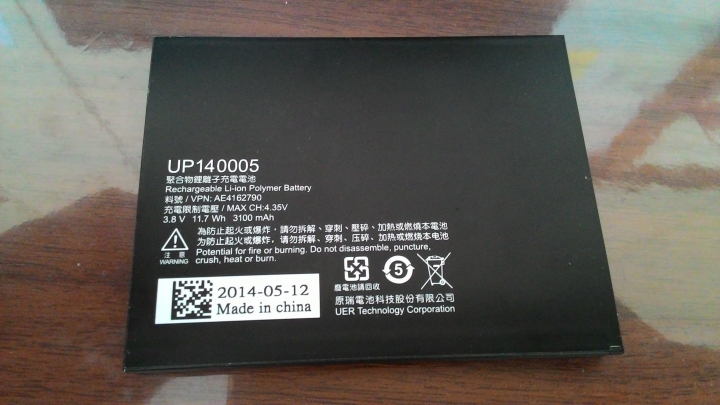 UP140005
聚合物鋰離子充電電池
Rechargeable Li-ion Polymer Battery
料號 / VPN: AE4162790
充電限制電壓 / MAX CH:4.35V
3.8 V 11.7 Wh 3100 mAh
為防止起火或爆炸，請勿拆解、穿刺、壓碎、加熱或燃燒本電池
为防止起火或爆炸，请勿拆解、穿刺、压碎、加热或燃烧本电池
Potential for fire or burning. Do not disassemble, puncture,
crush, heat or burn.
注 意
WARNING
廢電池請回收
5
2014-05-12
Made in china
原瑞電池科技股份有限公司
UER Technology Corporation